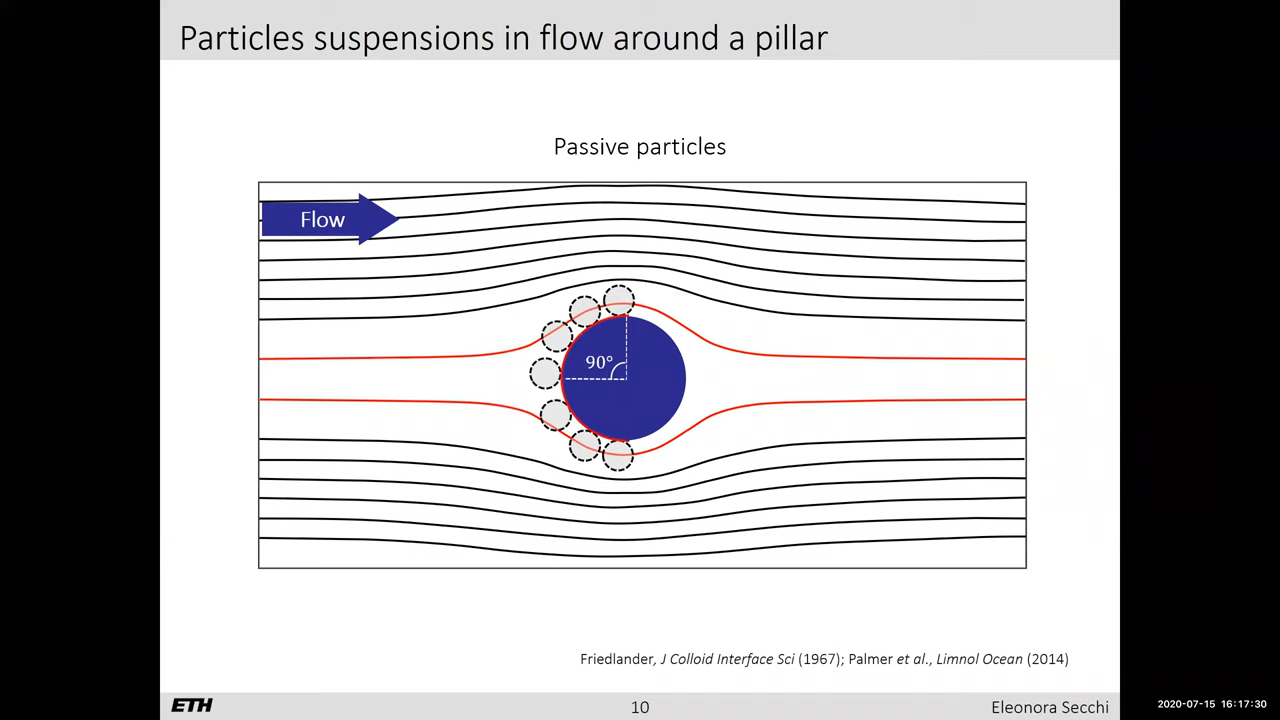 Particles suspensions in flow around a pillar
Passive particles
Flow
90°
Friedlander, J Colloid Interface Sci (1967); Palmer et al., Limnol Ocean (2014)
ETH
10
Eleonora Secchi
2020-07-15 16:17:30